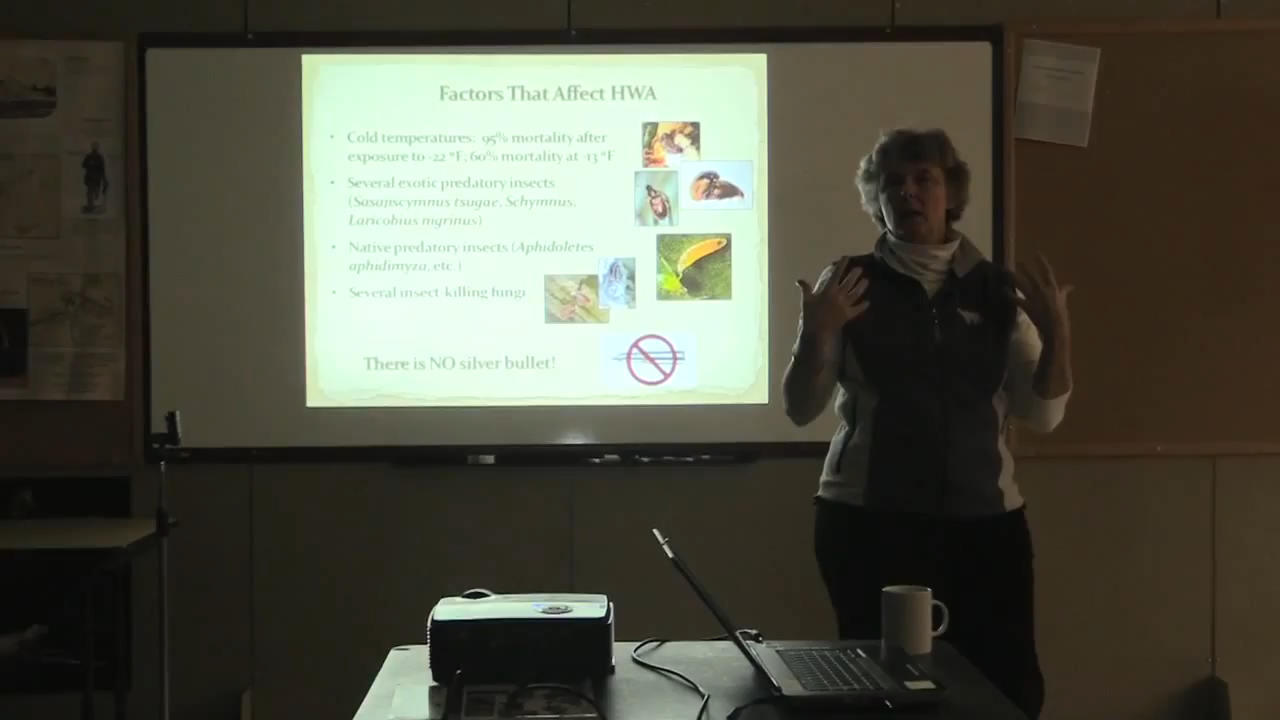 Factors That Affect HWA
• Cold temperatures: 95% mortality after
exposure to -22 °F; 60% mortality at -13 °F
• Several exotic predatory insects
(Sasajiscymnus tsugae, Schymnus,
Laricobius nigrinus)
• Native predatory insects (Aphidoletes
aphidimyza, etc.)
• Several insect-killing fungi
There is NO silver bullet!